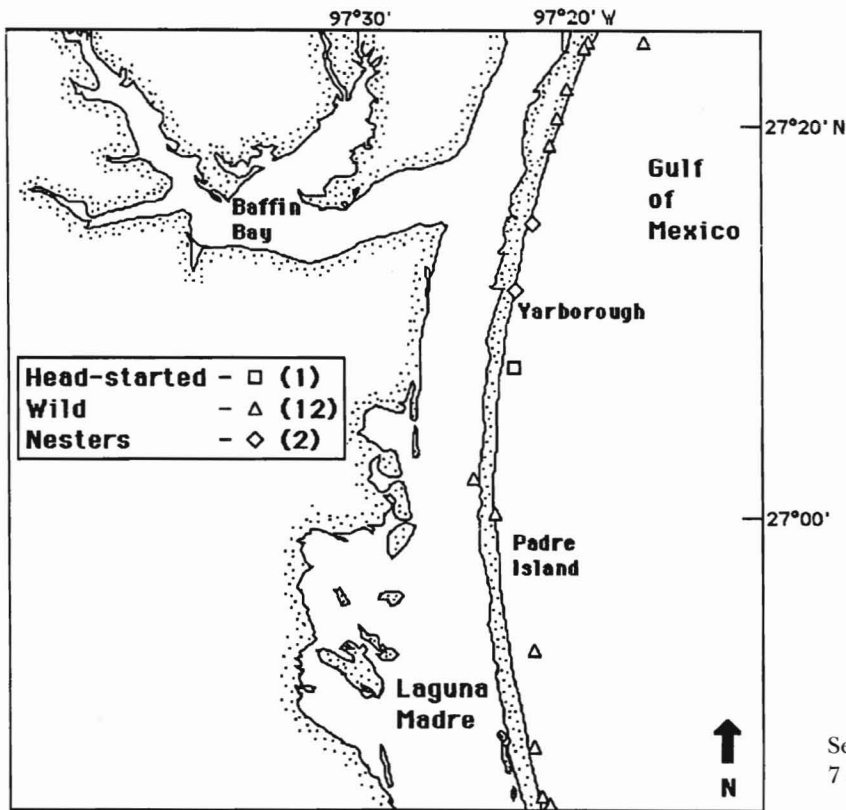 97°30'
97°20' W
27°20' N
Gulf
of
Mexico
Baffin
Bay
Yarborough
Head-started - □ (1)
Wild - △ (12)
Nesters - ◇ (2)
27°00'
Padre
Island
Laguna
Madre
N
7